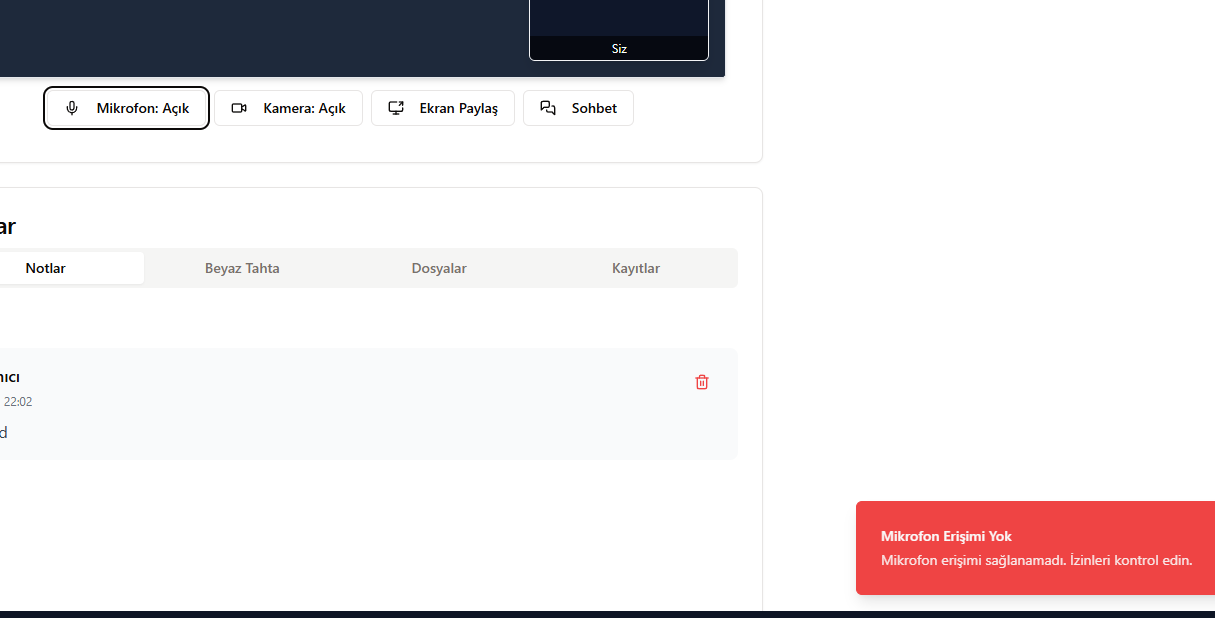 Siz
Mikrofon: Açık
Kamera: Açık
Ekran Paylaş
Sohbet
ar
Notlar
Beyaz Tahta
Dosyalar
Kayıtlar
ıcı
22:02
d
Mikrofon Erişimi Yok
Mikrofon erişimi sağlanamadı. İzinleri kontrol edin.